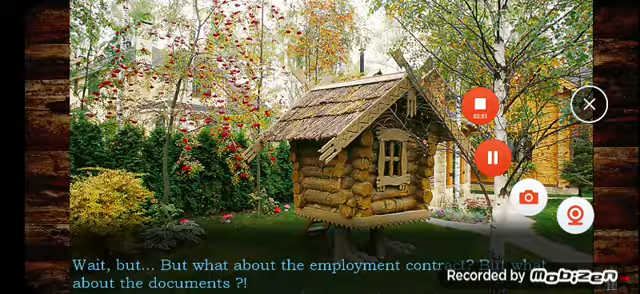 02:51
Wait, but... But what about the employment contract? But what
about the documents ?!
Recorded by mobizen